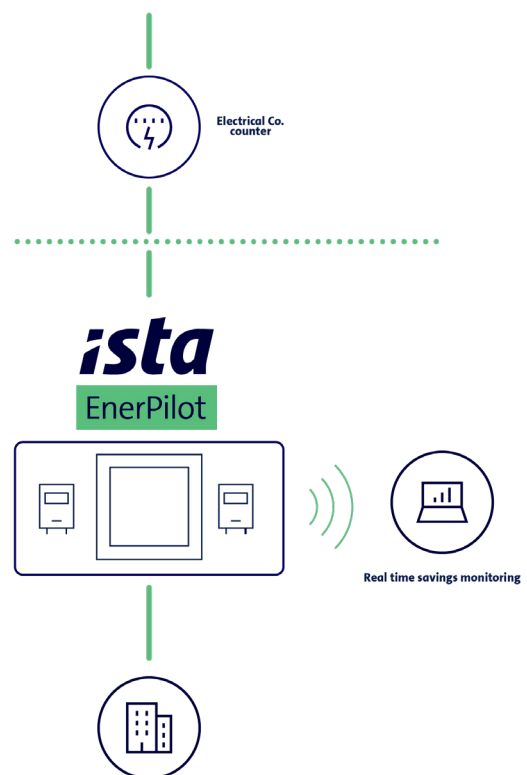 Electrical Co.
counter
ista
EnerPilot
Real time savings monitoring